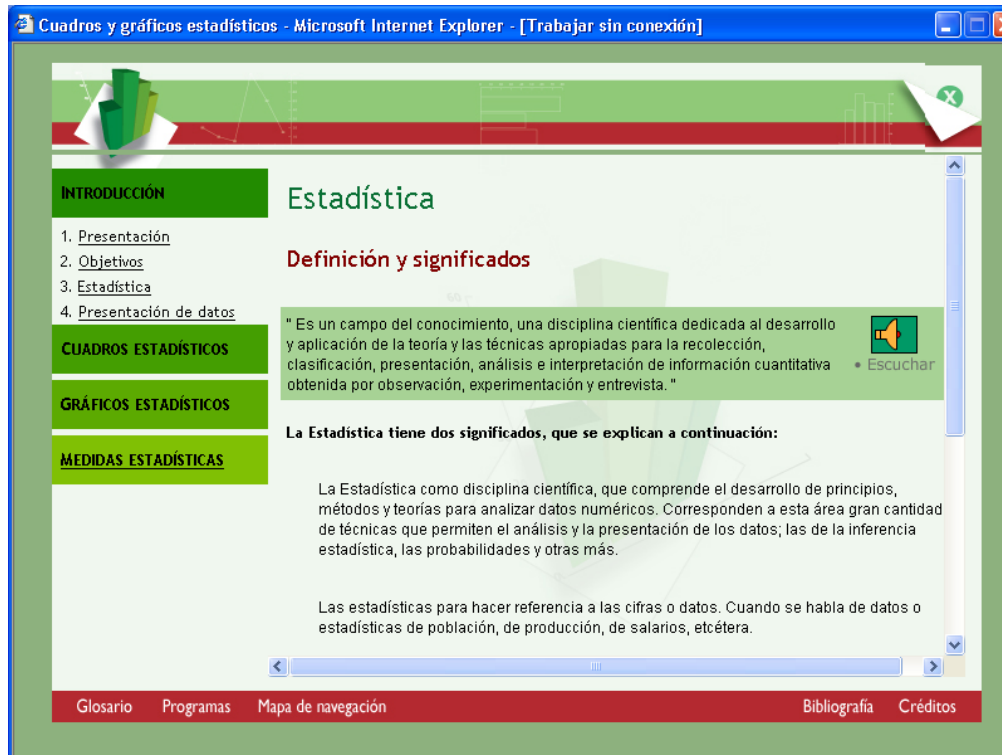 Cuadros y gráficos estadísticos - Microsoft Internet Explorer - [Trabajar sin conexión]
INTRODUCCIÓN
1. Presentación
2. Objetivos
3. Estadística
4. Presentación de datos
CUADROS ESTADÍSTICOS
GRÁFICOS ESTADÍSTICOS
MEDIDAS ESTADÍSTICAS
Estadística
Definición y significados
" Es un campo del conocimiento, una disciplina científica dedicada al desarrollo
y aplicación de la teoría y las técnicas apropiadas para la recolección,
clasificación, presentación, análisis e interpretación de información cuantitativa
obtenida por observación, experimentación y entrevista. "
• Escuchar
La Estadística tiene dos significados, que se explican a continuación:
La Estadística como disciplina científica, que comprende el desarrollo de principios,
métodos y teorías para analizar datos numéricos. Corresponden a esta área gran cantidad
de técnicas que permiten el análisis y la presentación de los datos; las de la inferencia
estadística, las probabilidades y otras más.
Las estadísticas para hacer referencia a las cifras o datos. Cuando se habla de datos o
estadísticas de población, de producción, de salarios, etcétera.
Glosario Programas Mapa de navegación Bibliografía Créditos